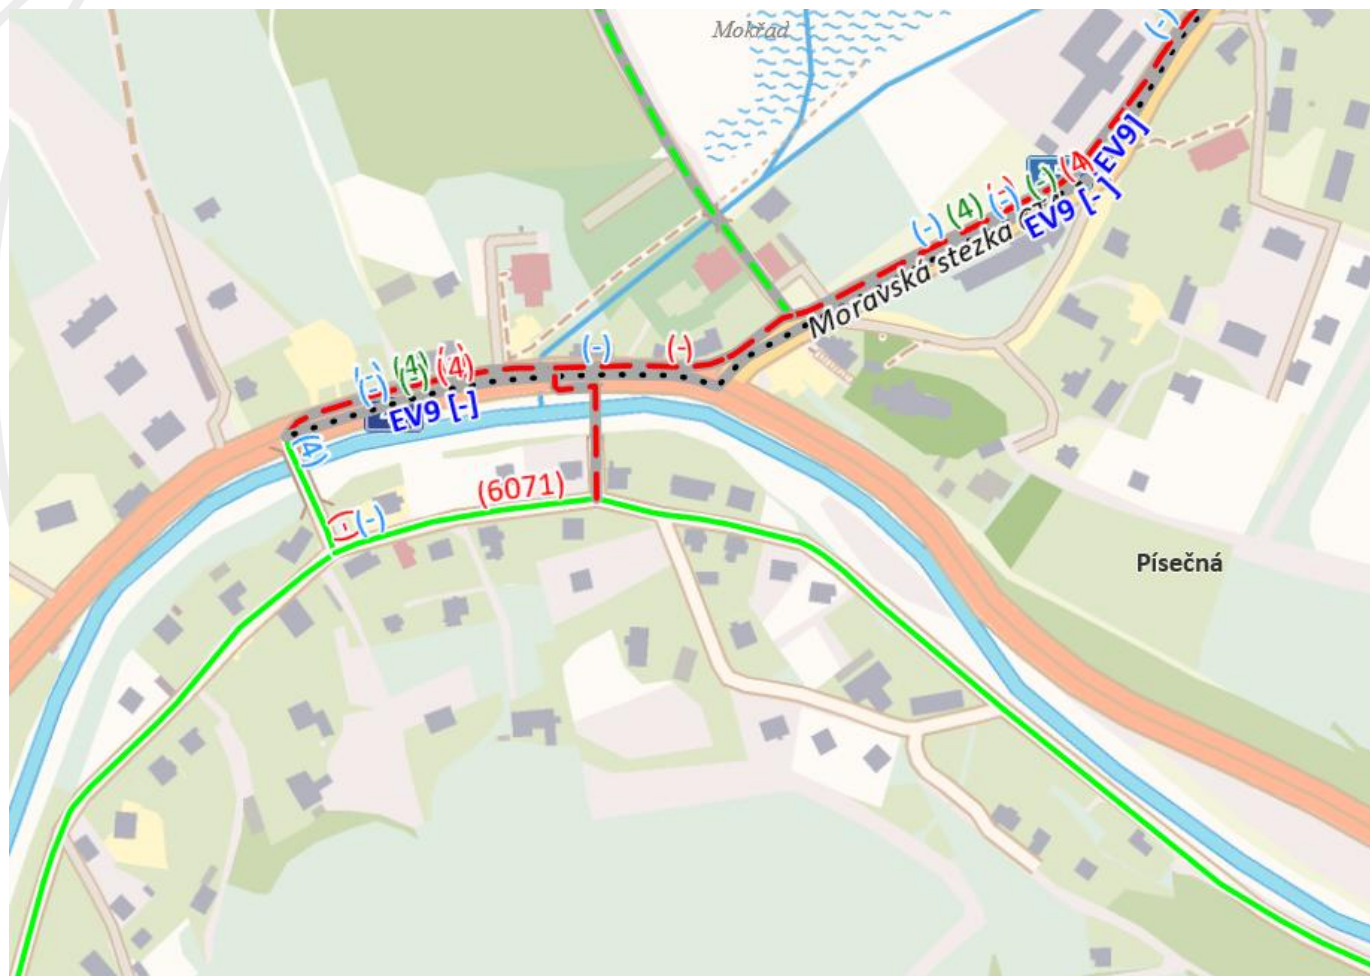 Mokřad
(-)
EV9]
(-) (4) (-) (-) (4
EV9 [-]
Moravská stezka
(-) (-)
(-) (4) (4)
EV9 [-]
(4)
(6071)
(-) (-)
Písečná